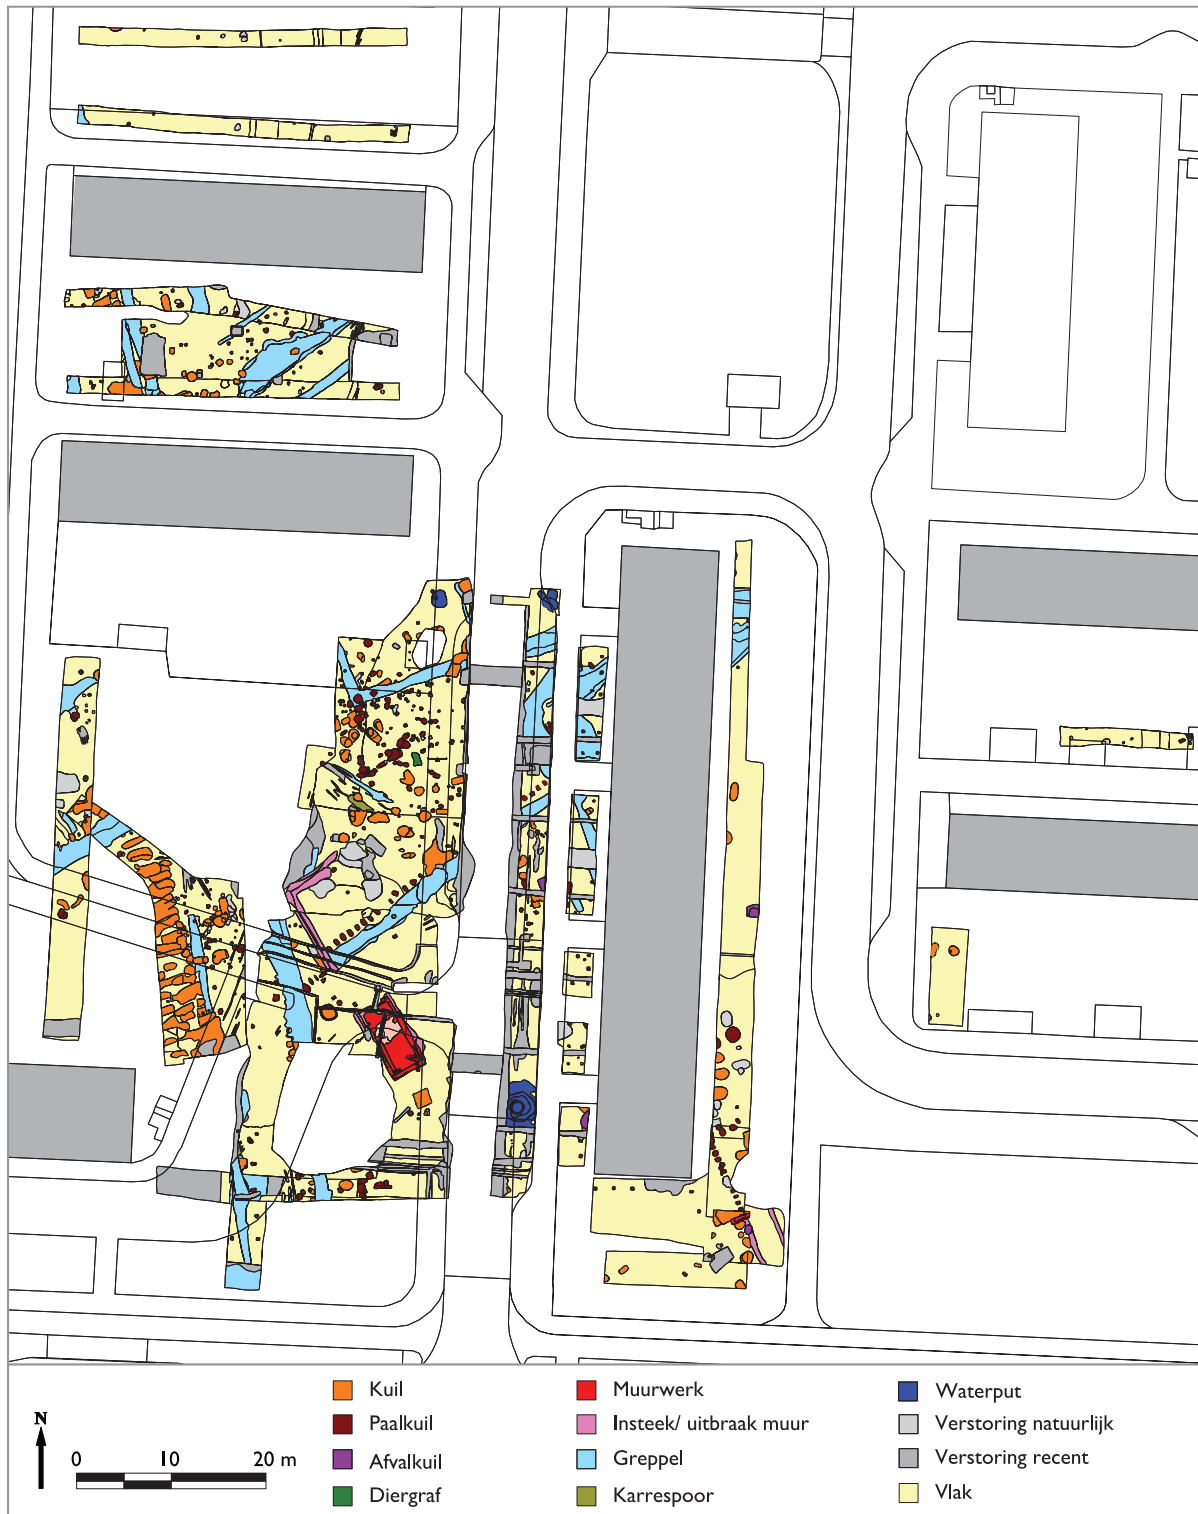 N
0 10 20 m
Kuil
Paalkuil
Afvalkuil
Diergraf
Muurwerk
Insteek/ uitbraak muur
Greppel
Karrespoor
Waterput
Verstoring natuurlijk
Verstoring recent
Vlak